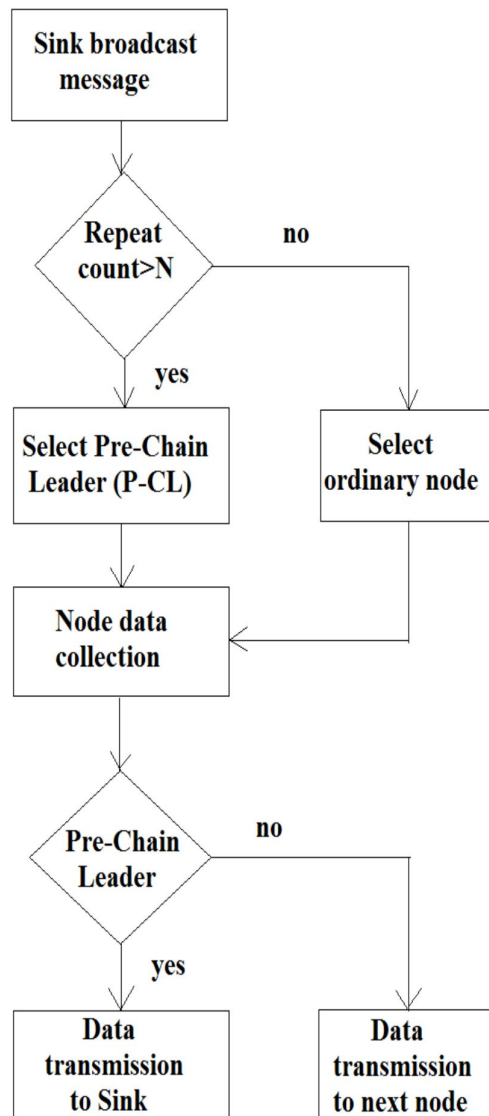 Sink broadcast
message
Repeat
count>N
no
yes
Select Pre-Chain
Leader (P-CL)
Select
ordinary node
Node data
collection
Pre-Chain
Leader
no
yes
Data
transmission
to Sink
Data
transmission
to next node